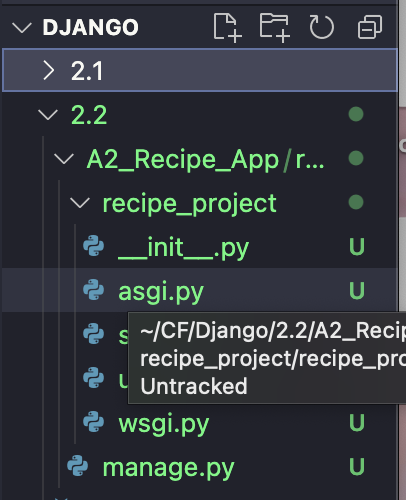 DJANGO
2.1
2.2
A2_Recipe_App/r...
recipe_project
__init__.py U
asgi.py U
s
~/CF/Django/2.2/A2_Recip
u
recipe_project/recipe_pro
Untracked
wsgi.py U
manage.py U